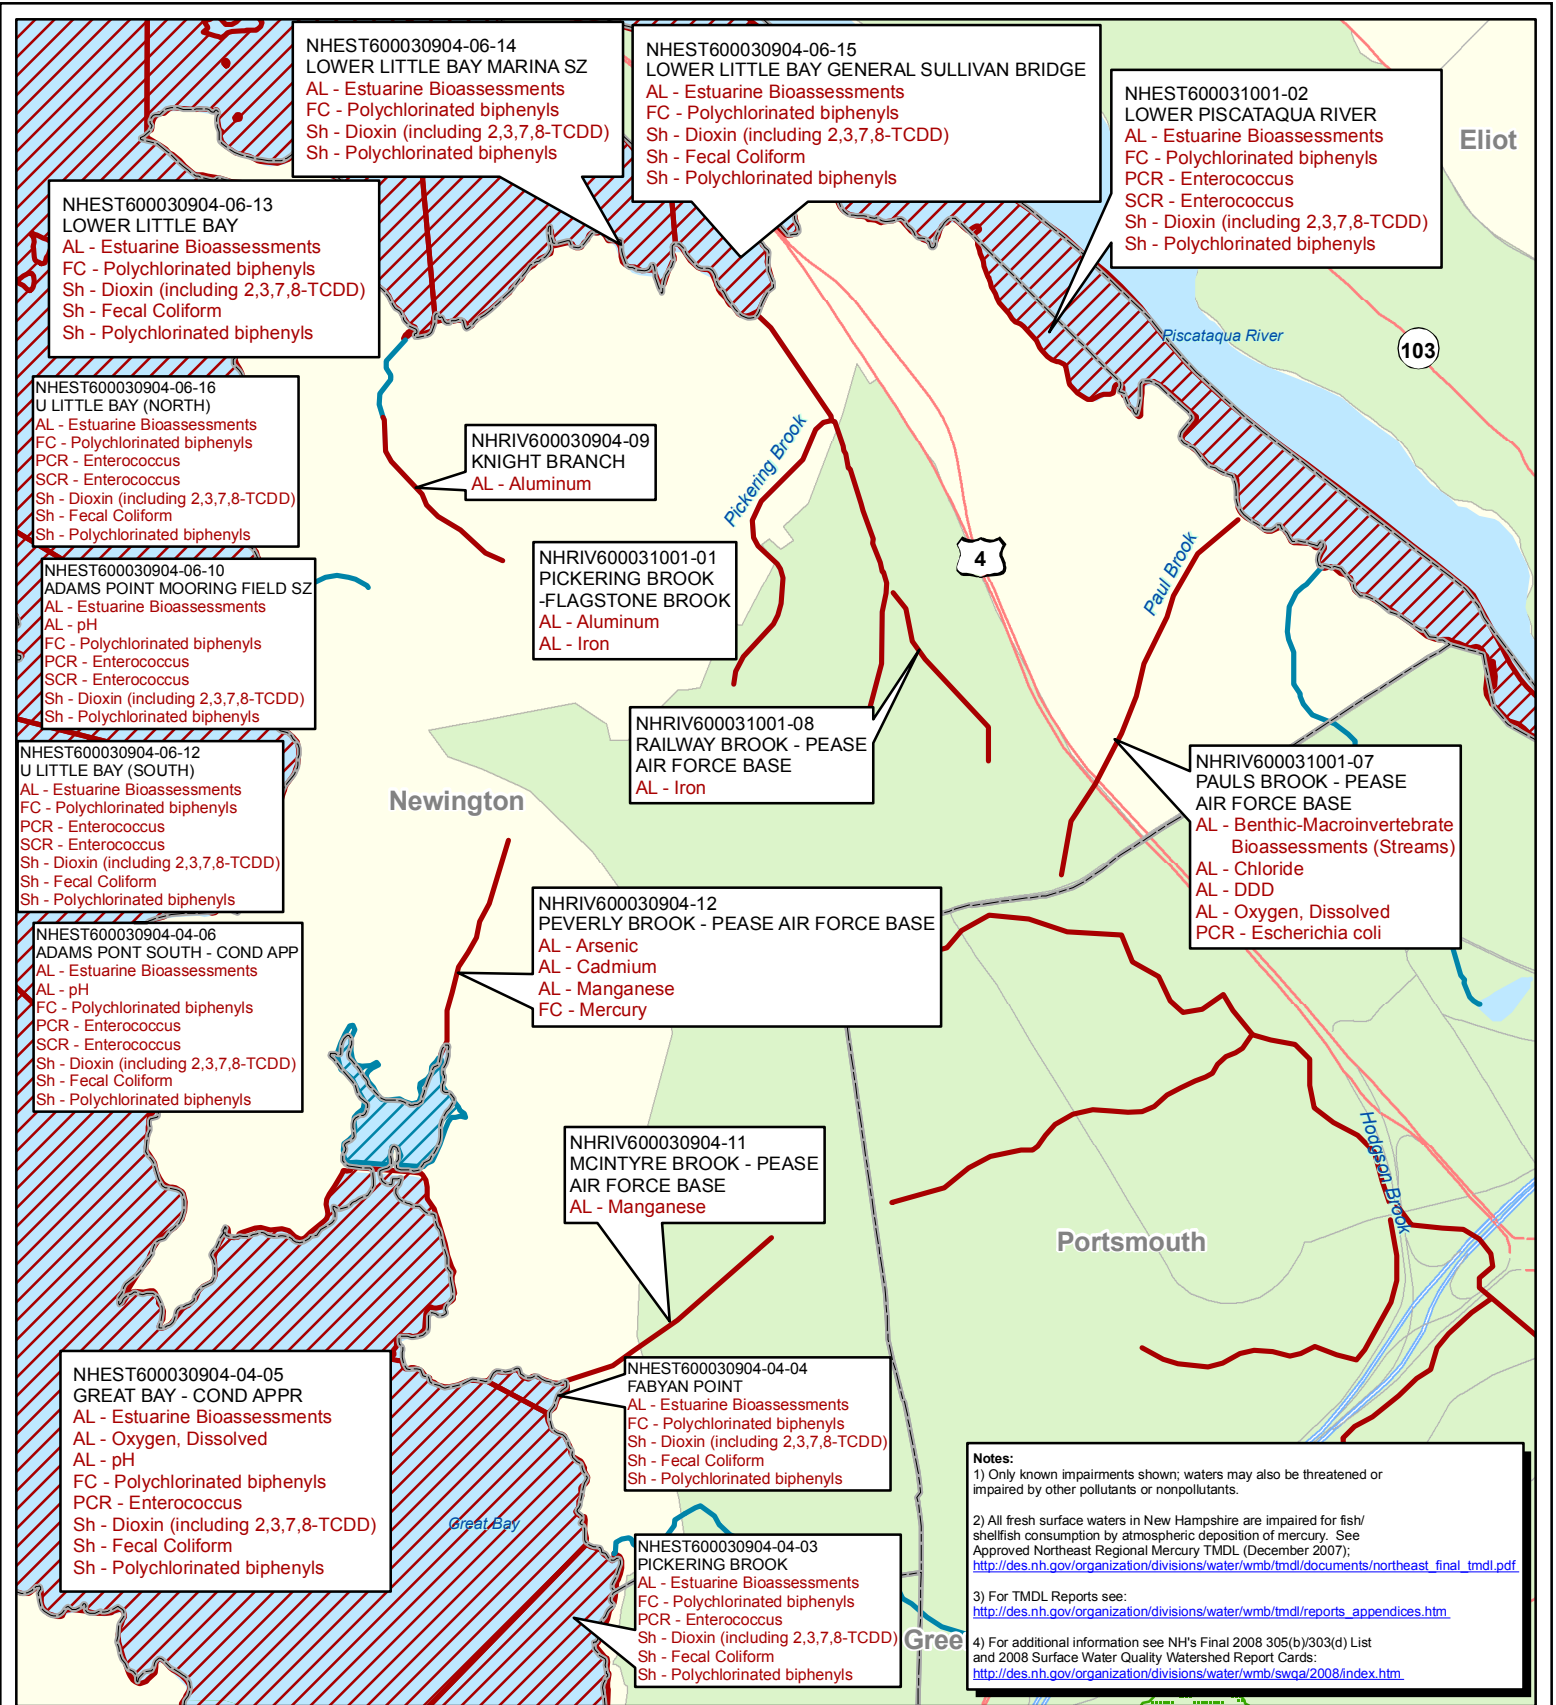 NHEST600030904-06-14
LOWER LITTLE BAY MARINA SZ
AL - Estuarine Bioassessments
FC - Polychlorinated biphenyls
Sh - Dioxin (including 2,3,7,8-TCDD)
Sh - Polychlorinated biphenyls
NHEST600030904-06-15
LOWER LITTLE BAY GENERAL SULLIVAN BRIDGE
AL - Estuarine Bioassessments
FC - Polychlorinated biphenyls
Sh - Dioxin (including 2,3,7,8-TCDD)
Sh - Fecal Coliform
Sh - Polychlorinated biphenyls
NHEST600031001-02
LOWER PISCATAQUA RIVER
AL - Estuarine Bioassessments
FC - Polychlorinated biphenyls
PCR - Enterococcus
SCR - Enterococcus
Sh - Dioxin (including 2,3,7,8-TCDD)
Sh - Polychlorinated biphenyls
Eliot
NHEST600030904-06-13
LOWER LITTLE BAY
AL - Estuarine Bioassessments
FC - Polychlorinated biphenyls
Sh - Dioxin (including 2,3,7,8-TCDD)
Sh - Fecal Coliform
Sh - Polychlorinated biphenyls
Piscataqua River
103
NHEST600030904-06-16
U LITTLE BAY (NORTH)
AL - Estuarine Bioassessments
FC - Polychlorinated biphenyls
PCR - Enterococcus
SCR - Enterococcus
Sh - Dioxin (including 2,3,7,8-TCDD)
Sh - Fecal Coliform
Sh - Polychlorinated biphenyls
NHRIV600030904-09
KNIGHT BRANCH
AL - Aluminum
Pickering Brook
4
Paul Brook
NHRIV600031001-01
PICKERING BROOK
-FLAGSTONE BROOK
AL - Aluminum
AL - Iron
NHEST600030904-06-10
ADAMS POINT MOORING FIELD SZ
AL - Estuarine Bioassessments
AL - pH
FC - Polychlorinated biphenyls
PCR - Enterococcus
SCR - Enterococcus
Sh - Dioxin (including 2,3,7,8-TCDD)
Sh - Polychlorinated biphenyls
NHRIV600031001-08
RAILWAY BROOK - PEASE
AIR FORCE BASE
AL - Iron
NHEST600030904-06-12
U LITTLE BAY (SOUTH)
AL - Estuarine Bioassessments
FC - Polychlorinated biphenyls
PCR - Enterococcus
SCR - Enterococcus
Sh - Dioxin (including 2,3,7,8-TCDD)
Sh - Fecal Coliform
Sh - Polychlorinated biphenyls
Newington
NHRIV600031001-07
PAULS BROOK - PEASE
AIR FORCE BASE
AL - Benthic-Macroinvertebrate
Bioassessments (Streams)
AL - Chloride
AL - DDD
AL - Oxygen, Dissolved
PCR - Escherichia coli
NHRIV600030904-12
PEVERLY BROOK - PEASE AIR FORCE BASE
AL - Arsenic
AL - Cadmium
AL - Manganese
FC - Mercury
NHEST600030904-04-06
ADAMS PONT SOUTH - COND APP
AL - Estuarine Bioassessments
AL - pH
FC - Polychlorinated biphenyls
PCR - Enterococcus
SCR - Enterococcus
Sh - Dioxin (including 2,3,7,8-TCDD)
Sh - Fecal Coliform
Sh - Polychlorinated biphenyls
NHRIV600030904-11
MCINTYRE BROOK - PEASE
AIR FORCE BASE
AL - Manganese
Hodgson Brook
Portsmouth
NHEST600030904-04-05
GREAT BAY - COND APPR
AL - Estuarine Bioassessments
AL - Oxygen, Dissolved
AL - pH
FC - Polychlorinated biphenyls
PCR - Enterococcus
Sh - Dioxin (including 2,3,7,8-TCDD)
Sh - Fecal Coliform
Sh - Polychlorinated biphenyls
NHEST600030904-04-04
FABYAN POINT
AL - Estuarine Bioassessments
FC - Polychlorinated biphenyls
Sh - Dioxin (including 2,3,7,8-TCDD)
Sh - Fecal Coliform
Sh - Polychlorinated biphenyls
Great Bay
NHEST600030904-04-03
PICKERING BROOK
AL - Estuarine Bioassessments
FC - Polychlorinated biphenyls
PCR - Enterococcus
Sh - Dioxin (including 2,3,7,8-TCDD)
Sh - Fecal Coliform
Sh - Polychlorinated biphenyls
Gree
Notes:
1) Only known impairments shown; waters may also be threatened or
impaired by other pollutants or nonpollutants.
2) All fresh surface waters in New Hampshire are impaired for fish/
shellfish consumption by atmospheric deposition of mercury. See
Approved Northeast Regional Mercury TMDL (December 2007);
http://des.nh.gov/organization/divisions/water/wmb/tmdl/documents/northeast_final_tmdl.pdf
3) For TMDL Reports see:
http://des.nh.gov/organization/divisions/water/wmb/tmdl/reports_appendices.htm
4) For additional information see NH's Final 2008 305(b)/303(d) List
and 2008 Surface Water Quality Watershed Report Cards:
http://des.nh.gov/organization/divisions/water/wmb/swqa/2008/index.htm